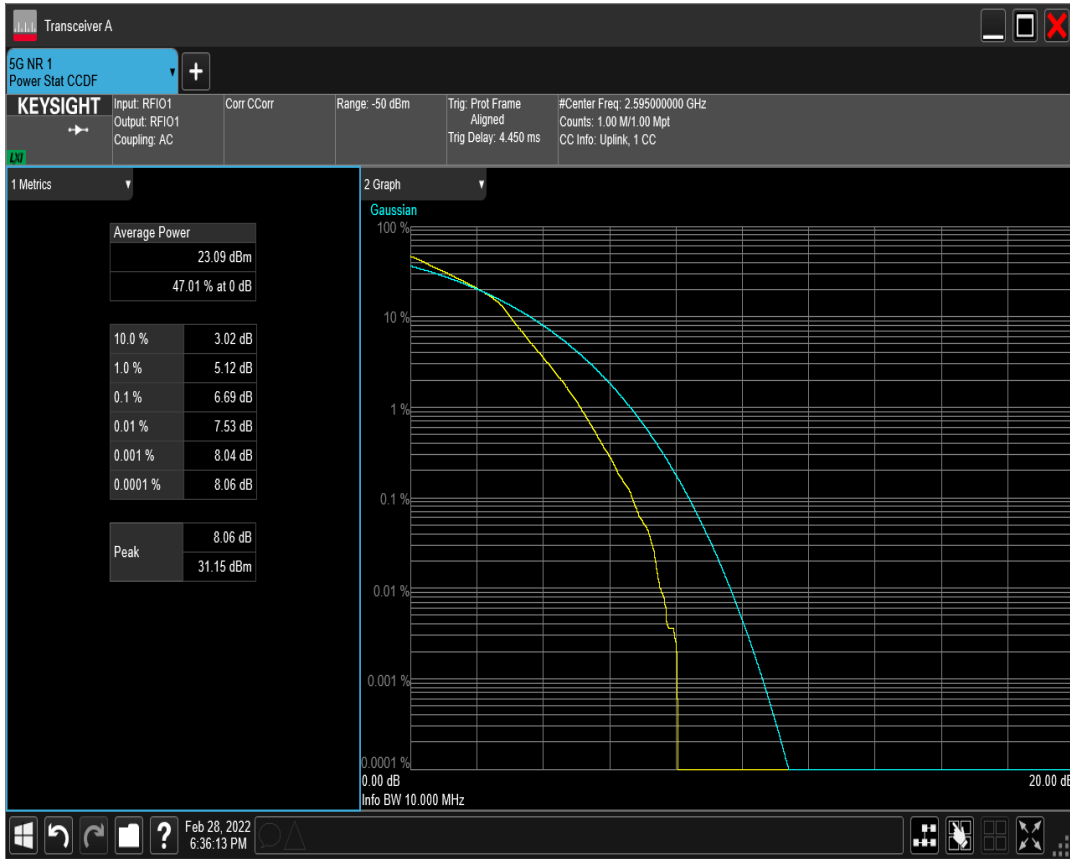 Transceiver A
5G NR 1
Power Stat CCDF
+
KEYSIGHT
LXI
Input: RFIO1
Output: RFIO1
Coupling: AC
Corr CCorr
Range: -50 dBm
Trig: Prot Frame
Aligned
Trig Delay: 4.450 ms
#Center Freq: 2.595000000 GHz
Counts: 1.00 M/1.00 Mpt
CC Info: Uplink, 1 CC
1 Metrics
Average Power
23.09 dBm
47.01 % at 0 dB
10.0 % 3.02 dB
1.0 % 5.12 dB
0.1 % 6.69 dB
0.01 % 7.53 dB
0.001 % 8.04 dB
0.0001 % 8.06 dB
Peak
8.06 dB
31.15 dBm
2 Graph
Gaussian
100 %
10 %
1 %
0.1 %
0.01 %
0.001 %
0.0001 %
0.00 dB 20.00 dB
Info BW 10.000 MHz
?
Feb 28, 2022
6:36:13 PM